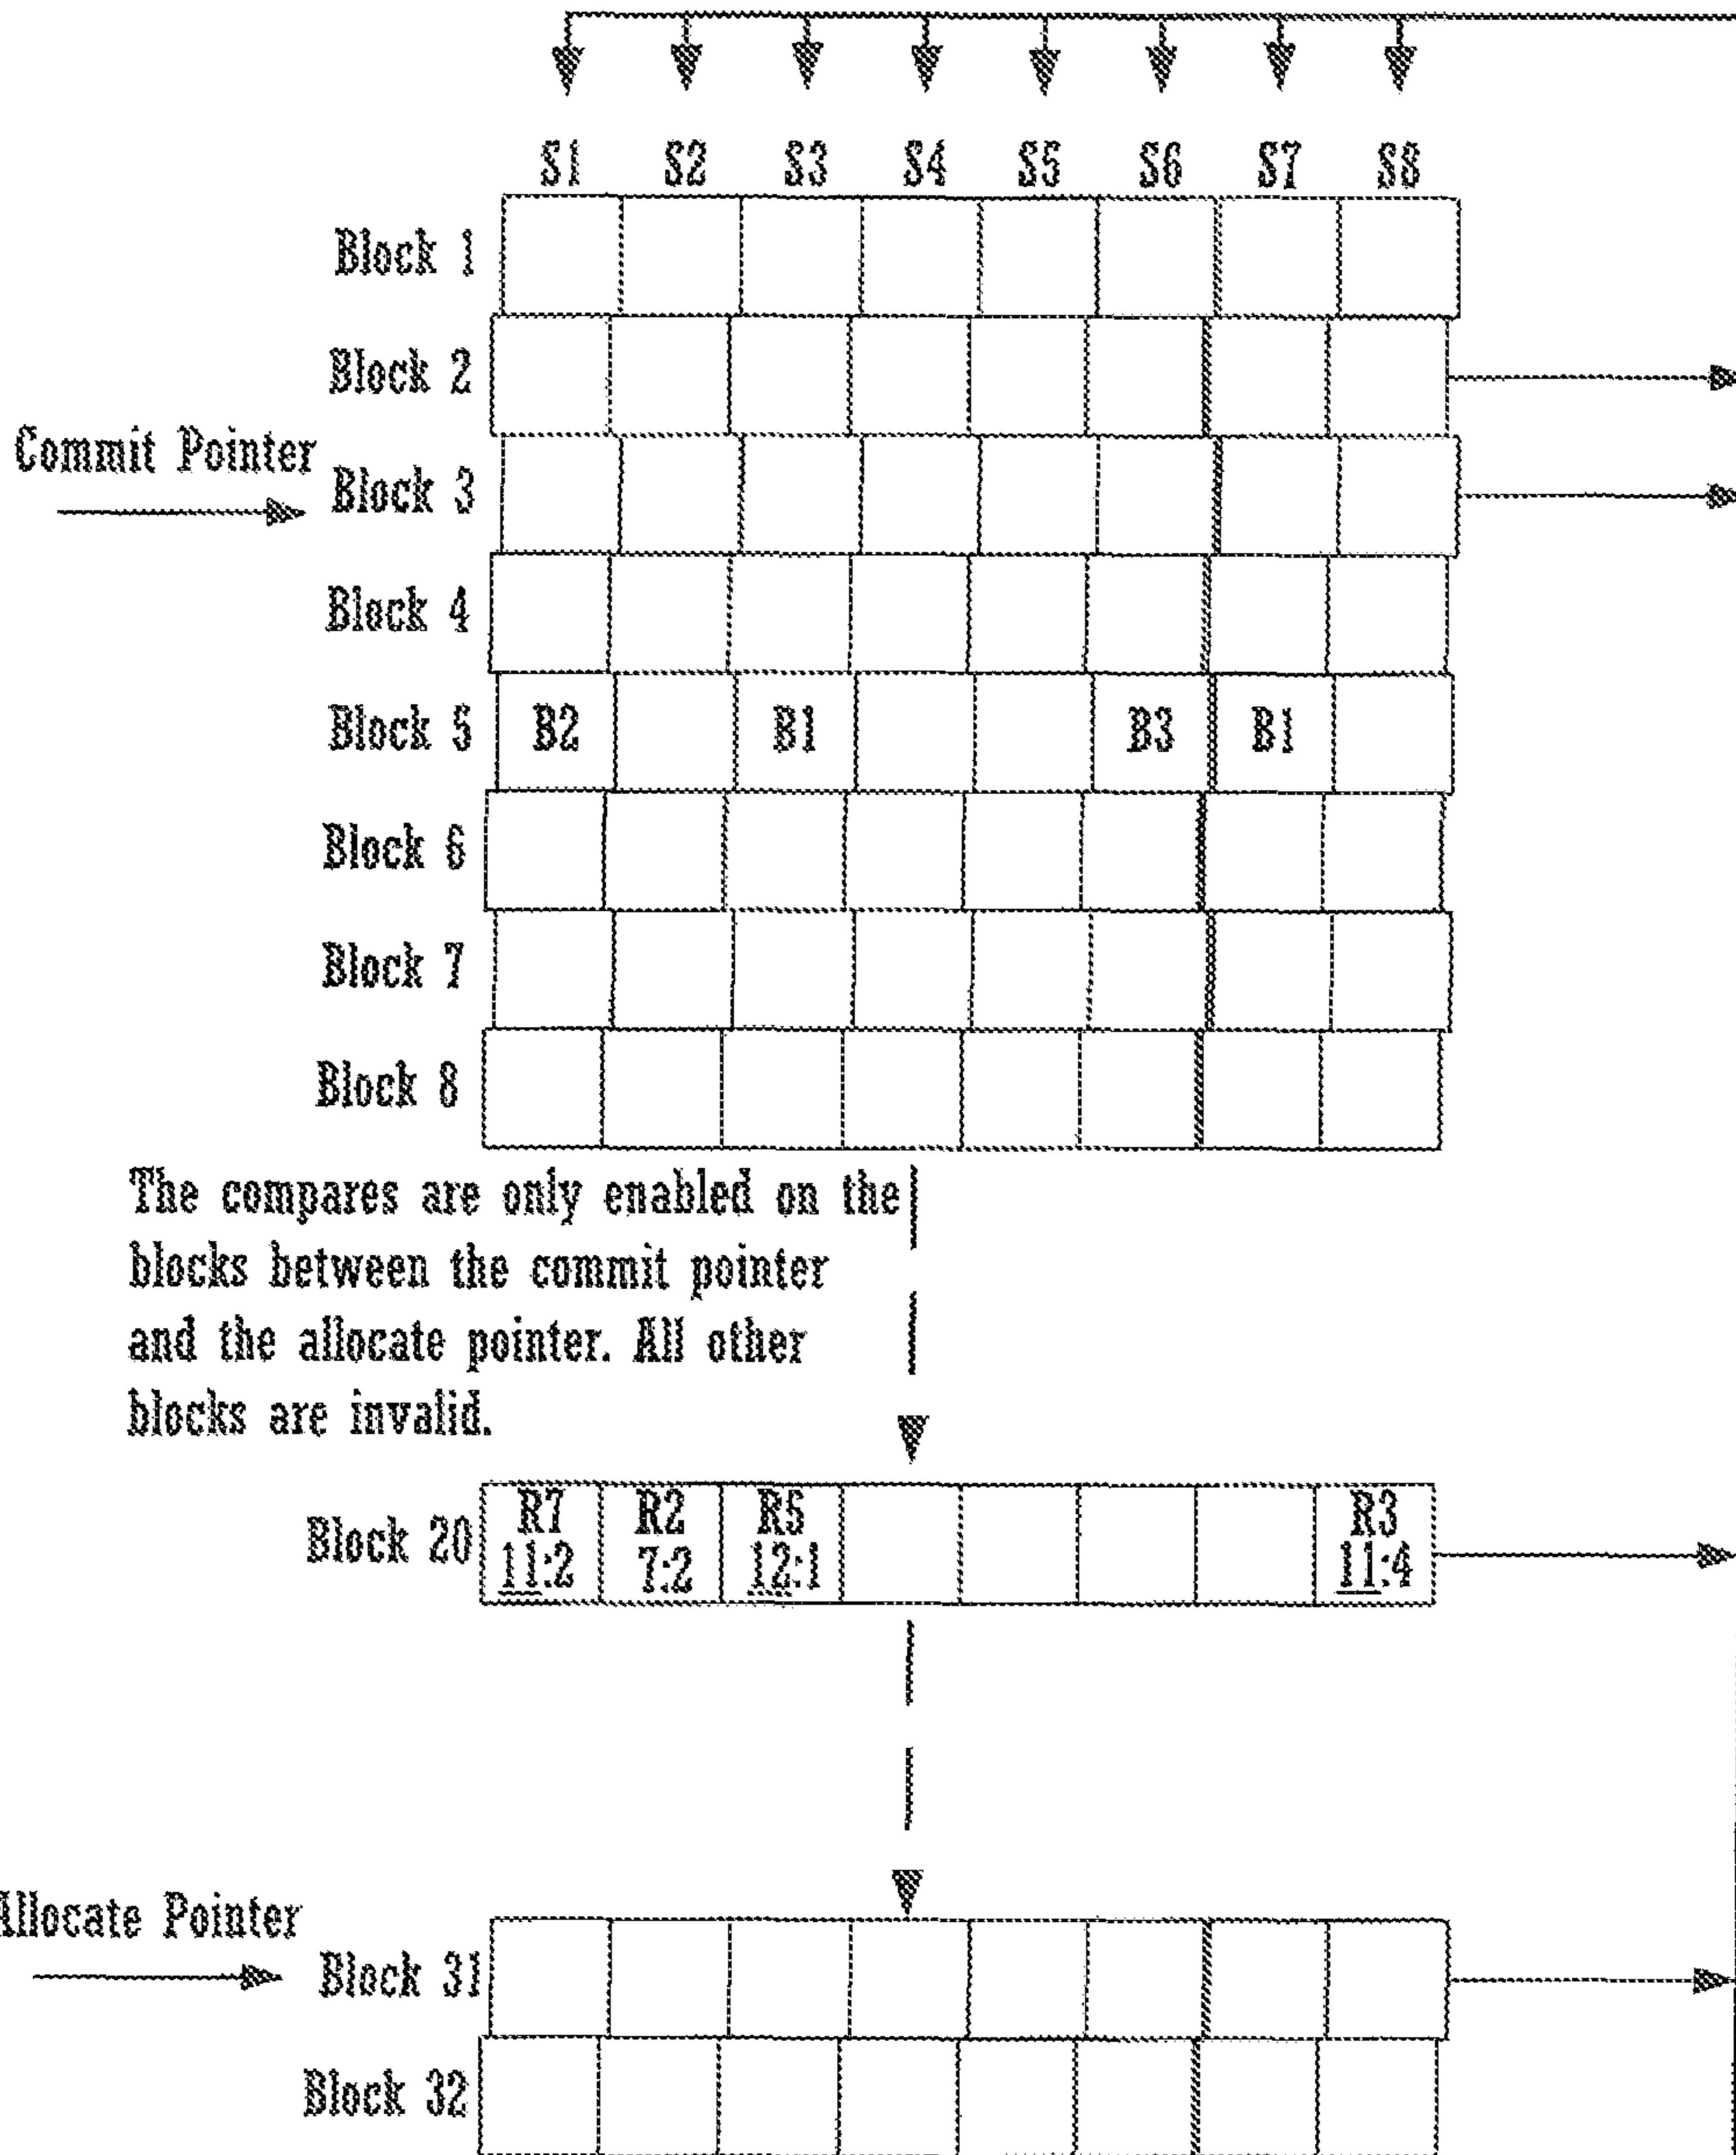 S1 S2 S3 S4 S5 S6 S7 S8
Block 1
Block 2
Commit Pointer
Block 3
Block 4
Block 5 B2 B1 B3 B1
Block 6
Block 7
Block 8
The compares are only enabled on the
blocks between the commit pointer
and the allocate pointer. All other
blocks are invalid.
R7 R2 R5 R3
Block 20
11:2 7:2 12:1 11:4
Allocate Pointer
Block 31
Block 32